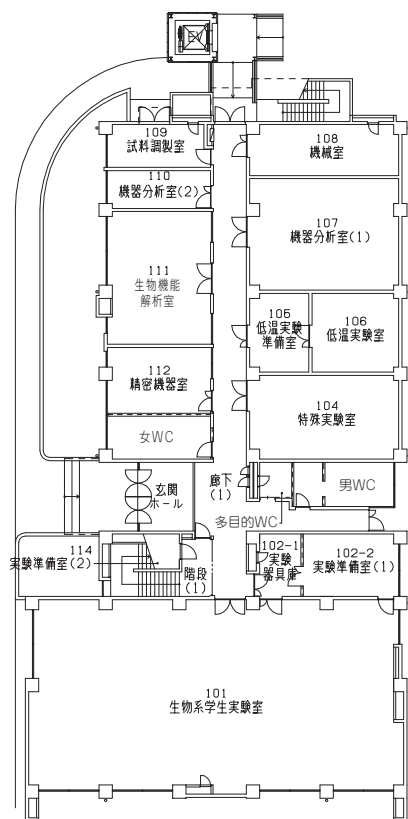 EV
109
試料調製室
108
機械室
110
機器分析室(2)
107
機器分析室(1)
111
生物機能
解析室
105
低温実験
準備室
106
低温実験室
112
精密機器室
104
特殊実験室
女WC
廊下
(1)
男WC
玄関
ホール
多目的WC
114
実験準備室(2)
階段
(1)
102-1
実験
器具庫
102-2
実験準備室(1)
101
生物系学生実験室